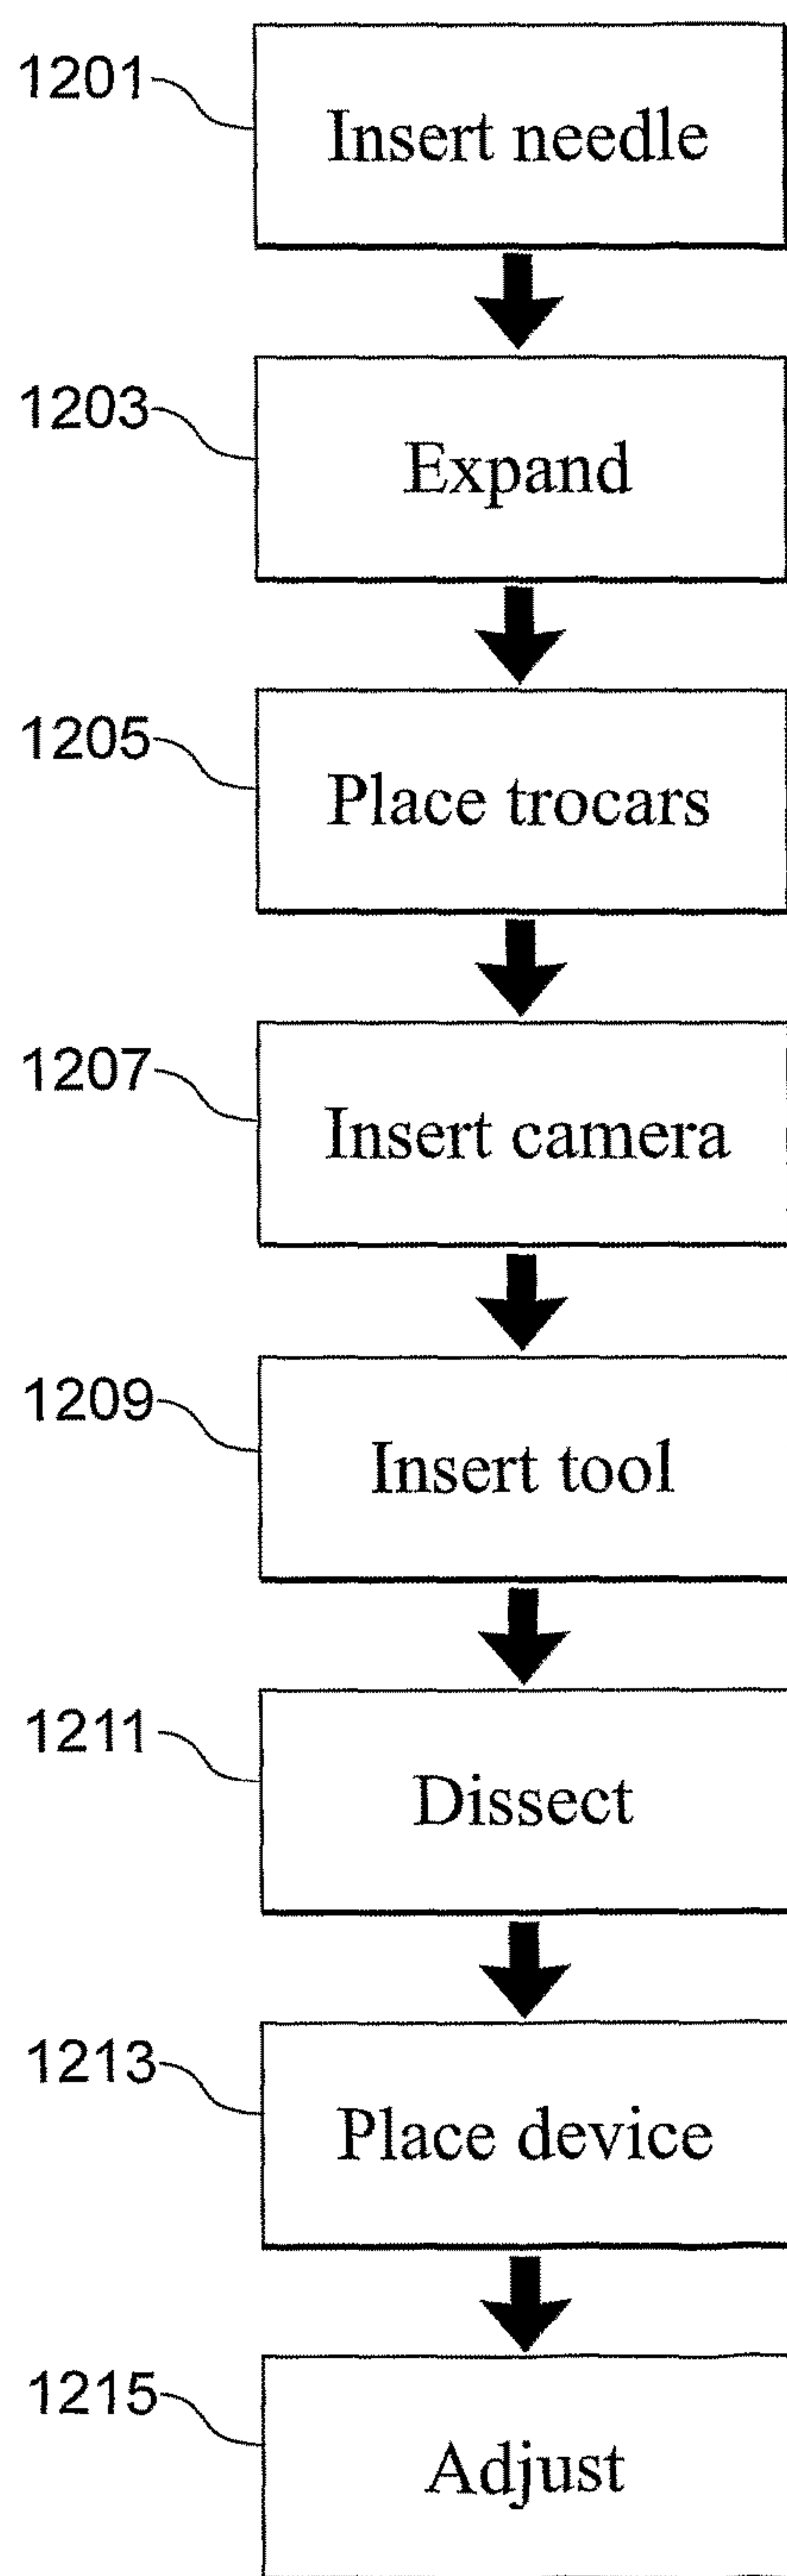 1201
Insert needle
1203
Expand
1205
Place trocars
1207
Insert camera
1209
Insert tool
1211
Dissect
1213
Place device
1215
Adjust